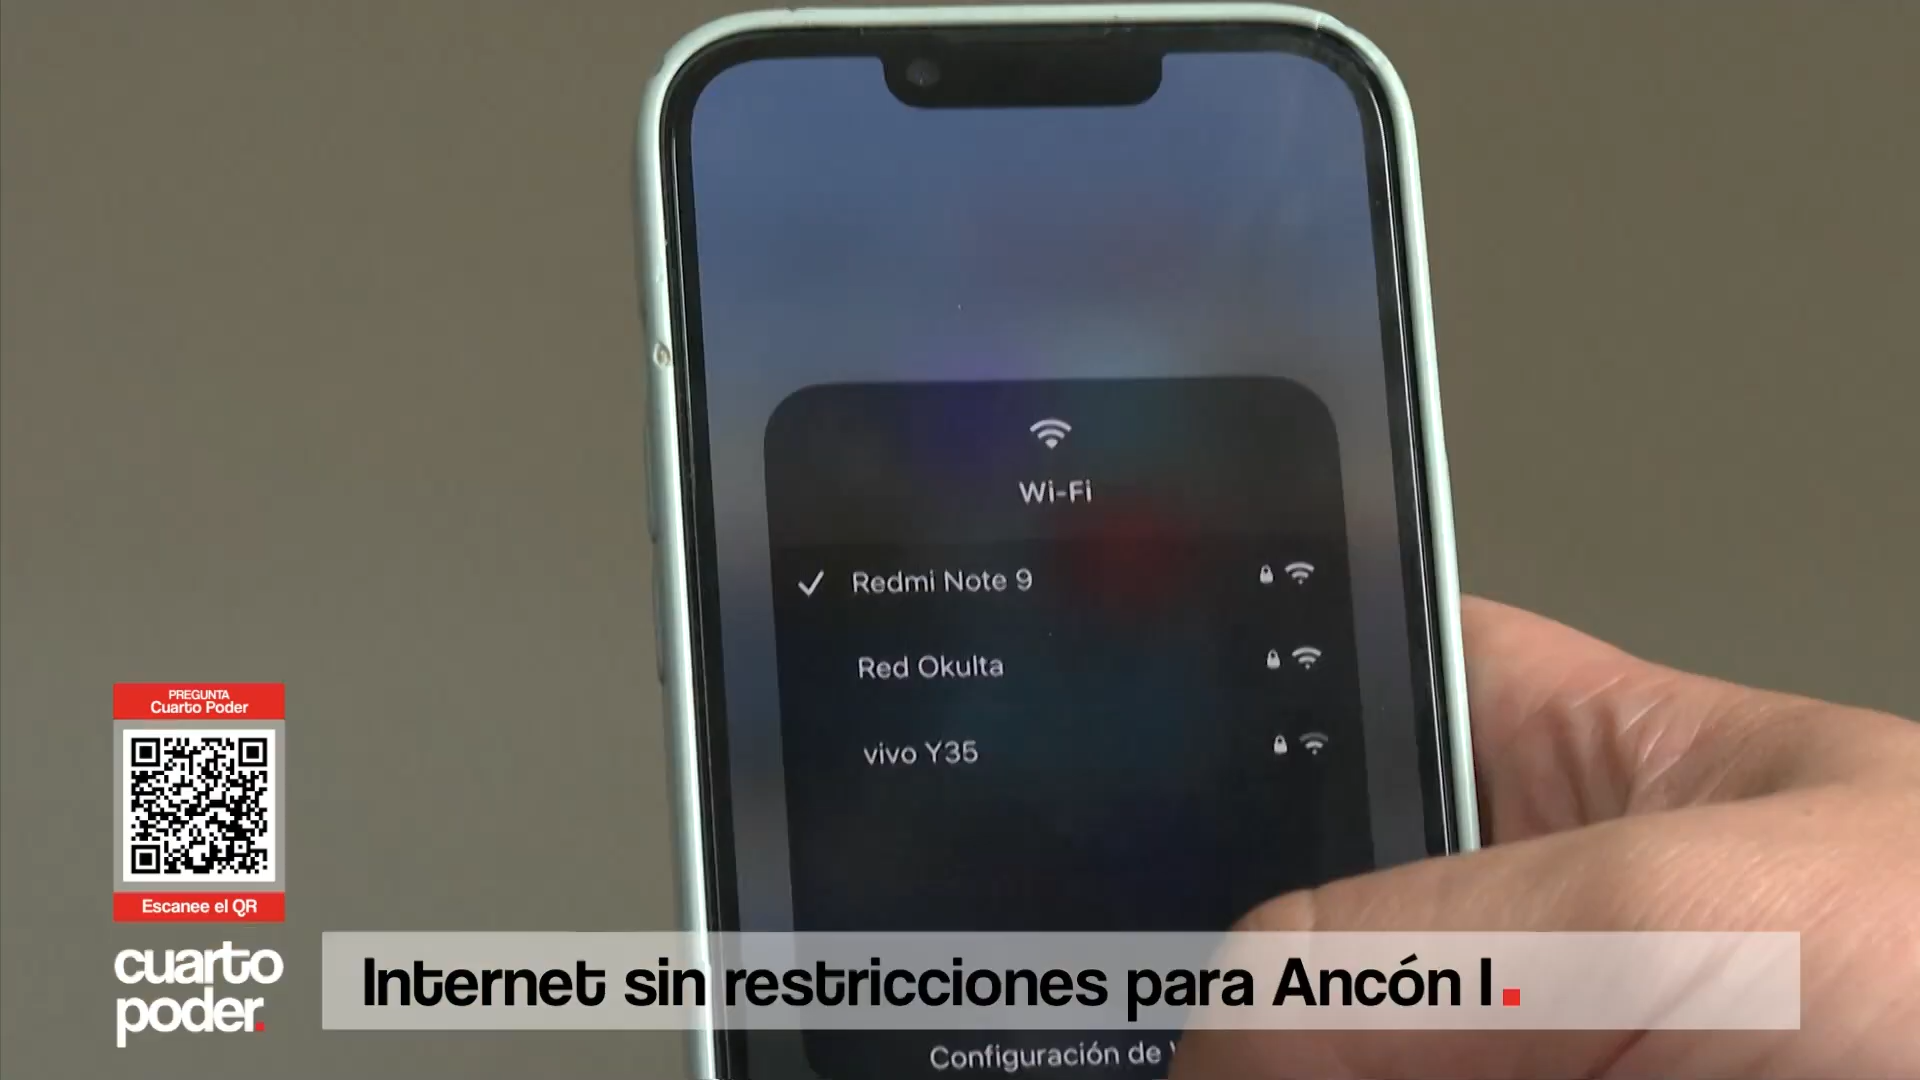 Wi-Fi
Redmi Note 9
Red Okulta
vivo Y35
PREGUNTA
Cuarto Poder
Escanee el QR
cuarto
poder.
Internet sin restricciones para Ancón I.
Configuración de